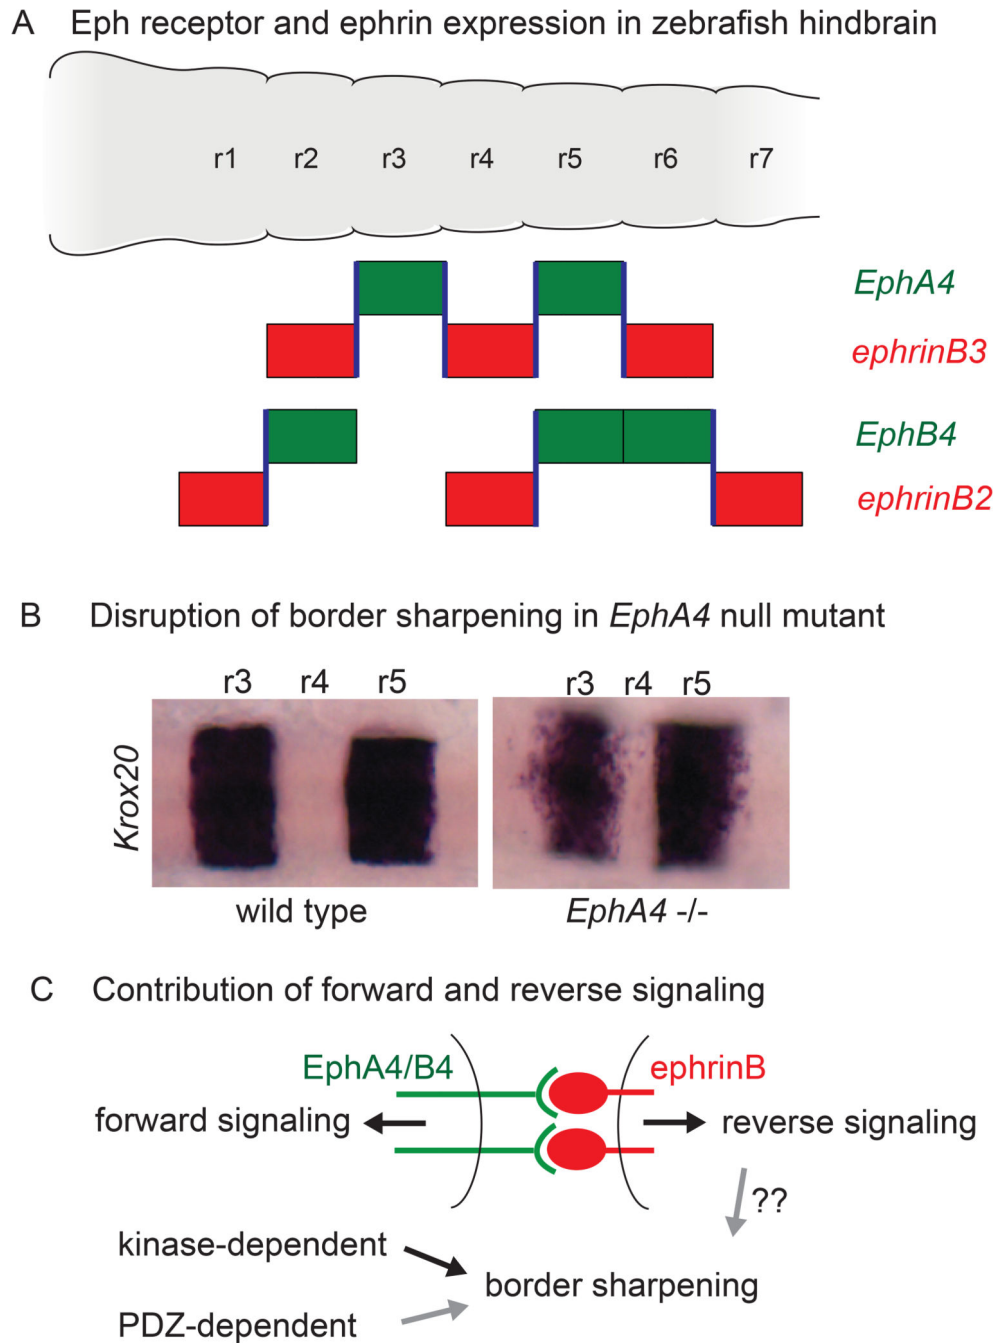 A Eph receptor and ephrin expression in zebrafish hindbrain
r1 r2 r3 r4 r5 r6 r7
EphA4
ephrinB3
EphB4
ephrinB2
B Disruption of border sharpening in EphA4 null mutant
r3 r4 r5 r3 r4 r5
Krox20
wild type EphA4 -/-
C Contribution of forward and reverse signaling
EphA4/B4 ephrinB
forward signaling reverse signaling
??
kinase-dependent
border sharpening
PDZ-dependent